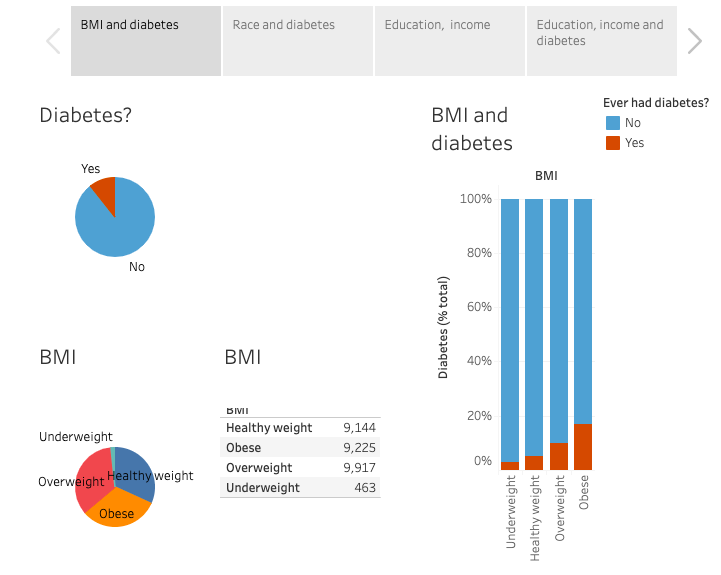 BMI and diabetes
Race and diabetes
Education,  income
Education, income and
diabetes
Diabetes?
Yes
No
BMI and
diabetes
Ever had diabetes?
No
Yes
BMI
100%
80%
60%
40%
20%
0%
Diabetes (% total)
Underweight
Healthy weight
Overweight
Obese
BMI
Underweight
Healthy weight
Overweight
Obese
BMI
BMI
Healthy weight 9,144
Obese 9,225
Overweight 9,917
Underweight 463